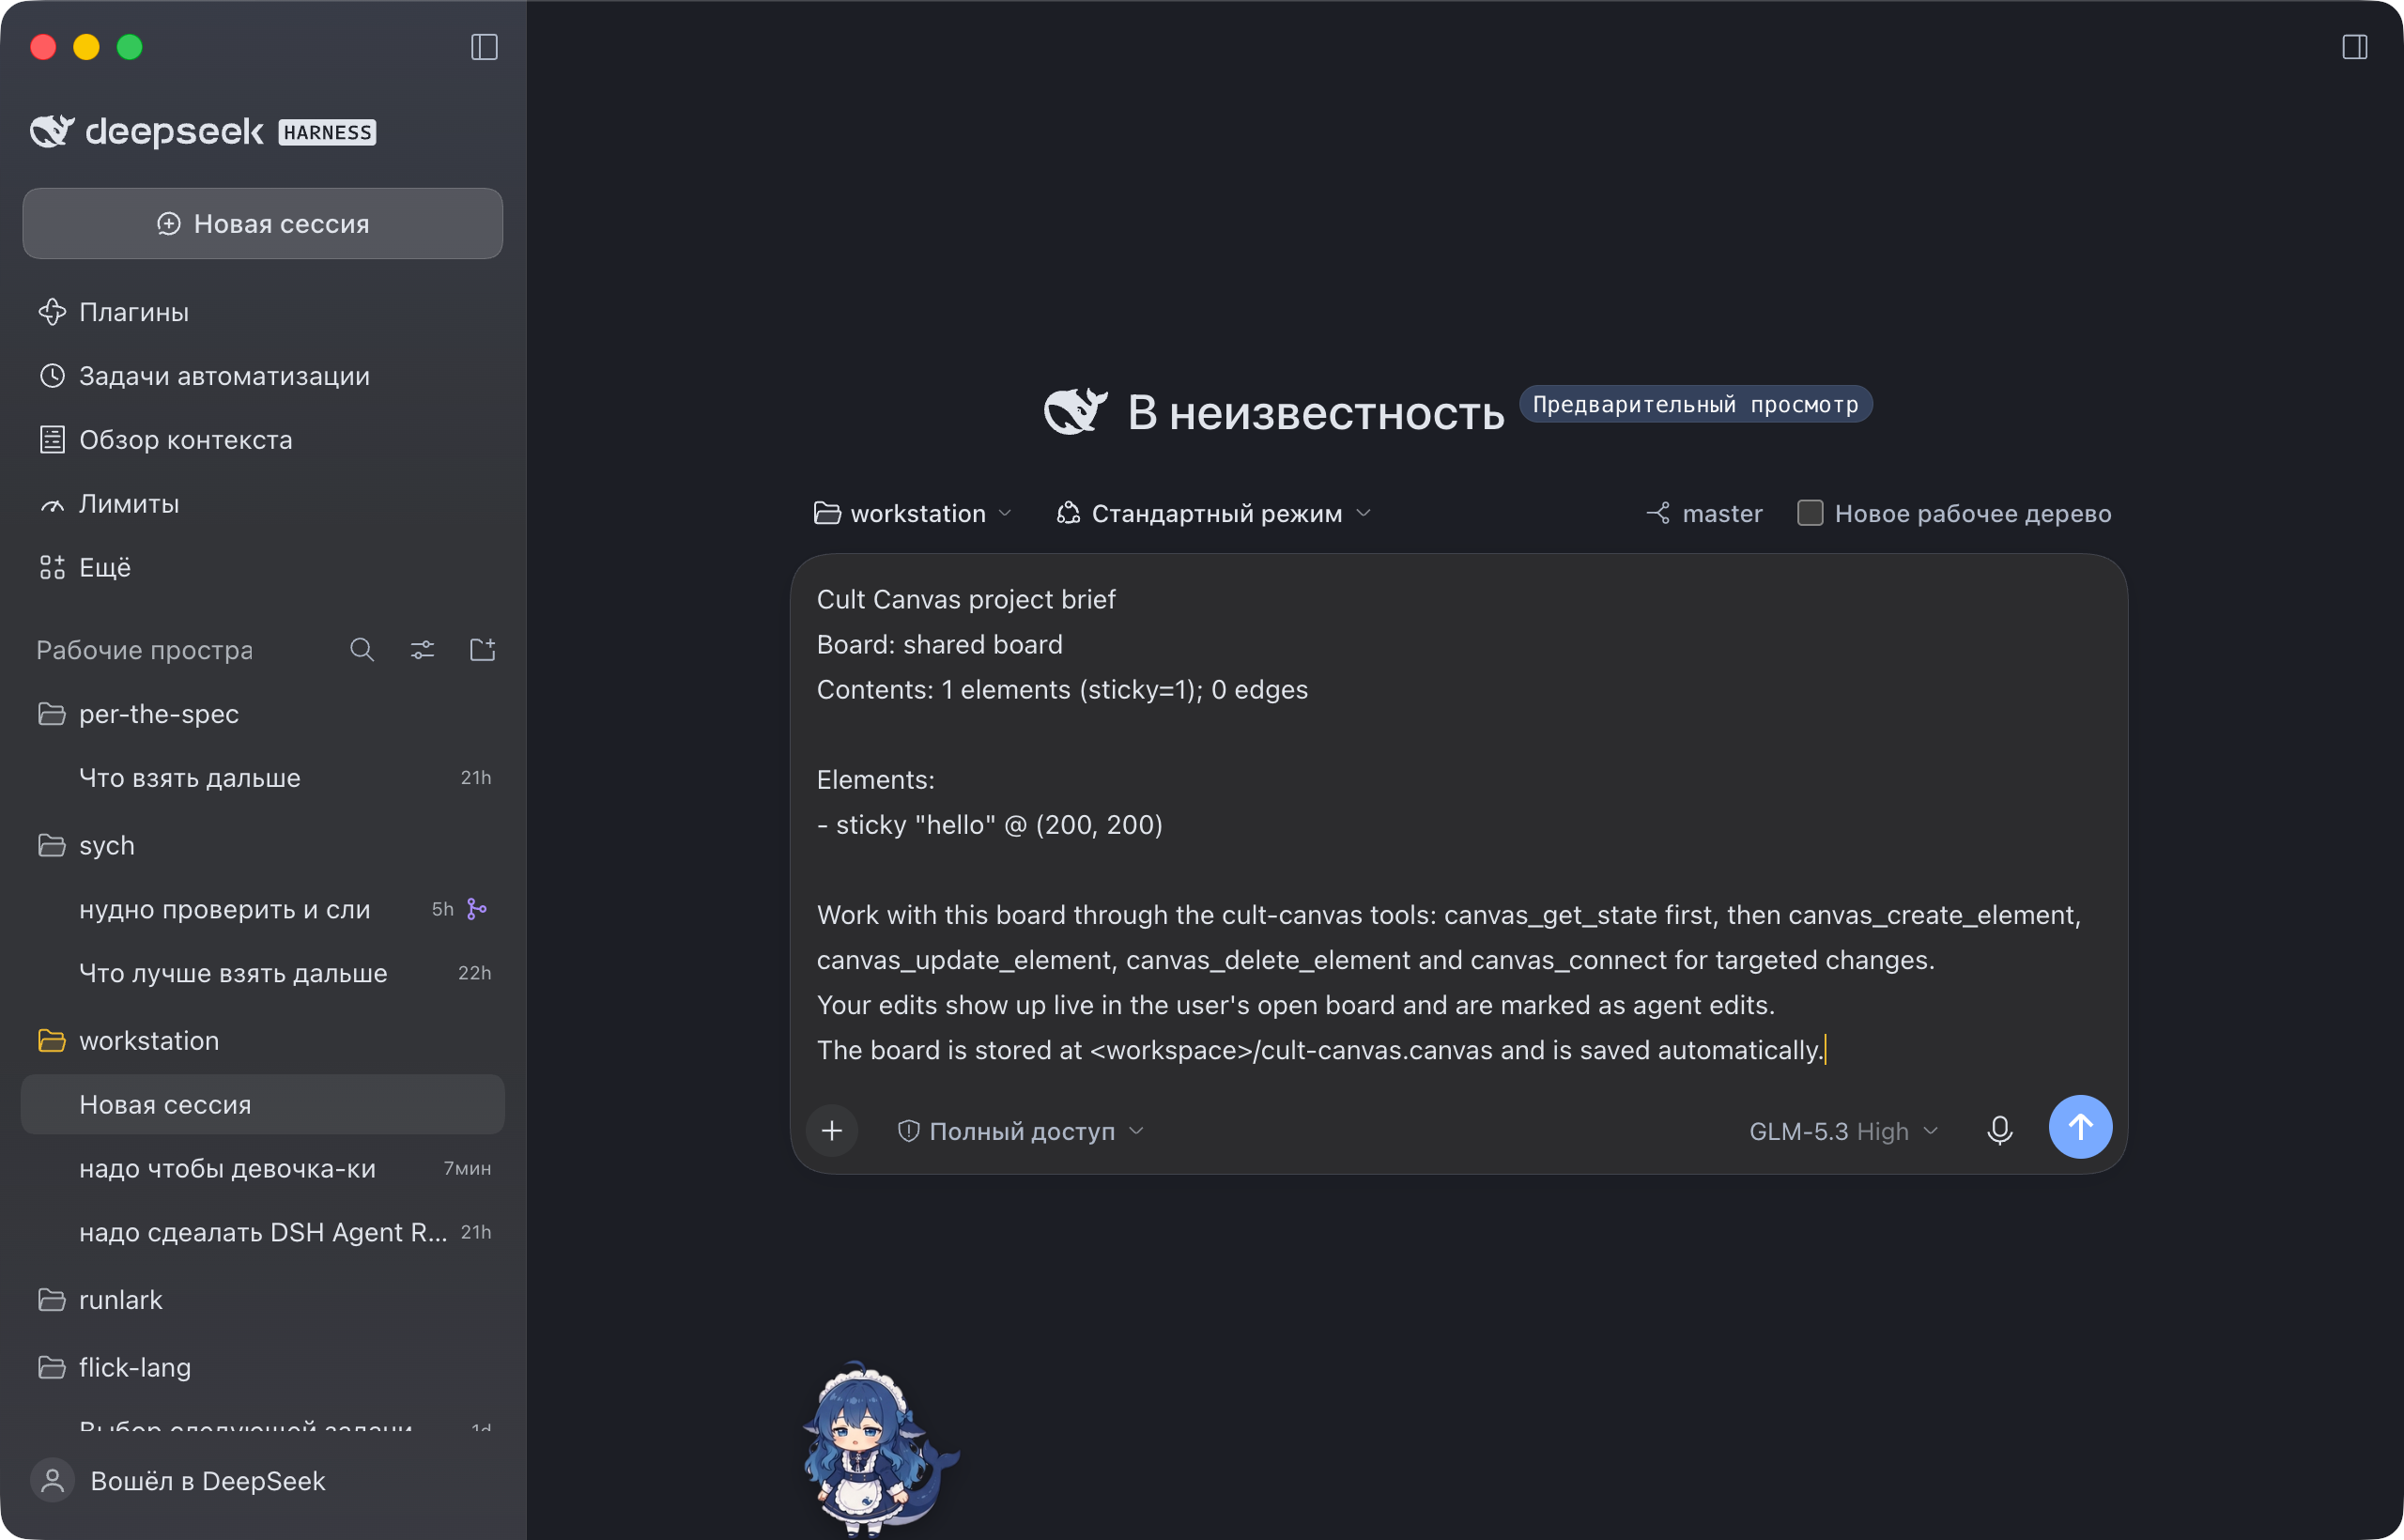 deepseek HARNESS
Новая сессия
Плагины
Задачи автоматизации
Обзор контекста
Лимиты
Ещё
Рабочие простра
per-the-spec
Что взять дальше 21h
sych
нудно проверить и сли 5h
Что лучше взять дальше 22h
workstation
Новая сессия
надо чтобы девочка-ки 7мин
надо сдеалать DSH Agent R... 21h
runlark
flick-lang
Выбор следующей задачи 1d
Вошёл в DeepSeek
В неизвестность Предварительный просмотр
workstation Стандартный режим master Новое рабочее дерево
Cult Canvas project brief
Board: shared board
Contents: 1 elements (sticky=1); 0 edges
Elements:
- sticky "hello" @ (200, 200)
Work with this board through the cult-canvas tools: canvas_get_state first, then canvas_create_element,
canvas_update_element, canvas_delete_element and canvas_connect for targeted changes.
Your edits show up live in the user's open board and are marked as agent edits.
The board is stored at <workspace>/cult-canvas.canvas and is saved automatically.
Полный доступ GLM-5.3 High